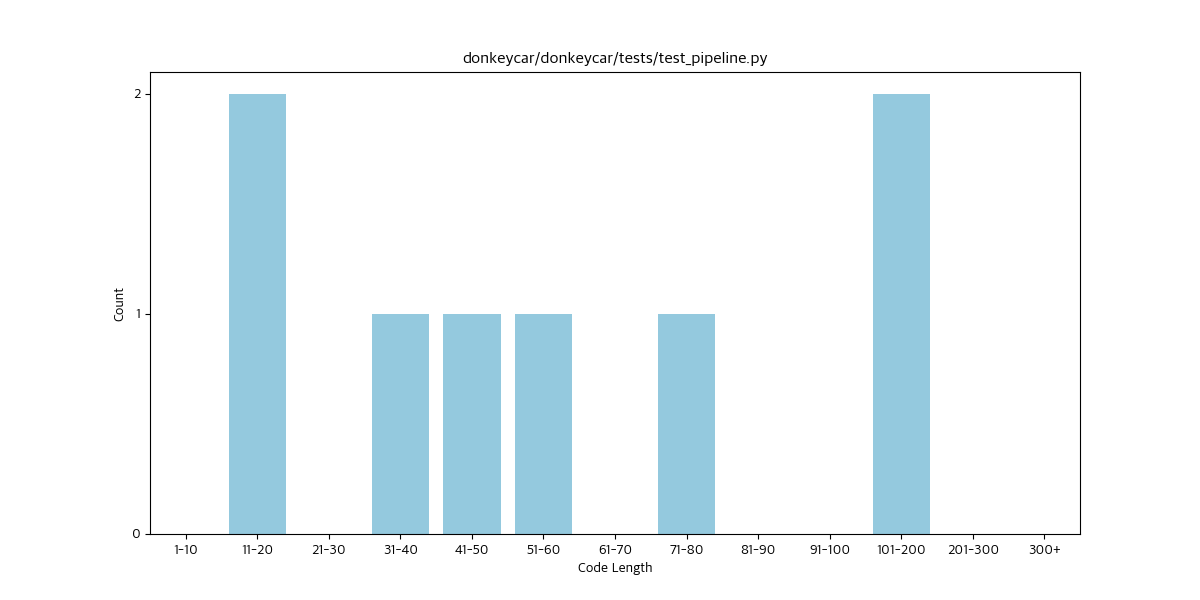 donkeycar/donkeycar/tests/test_pipeline.py
2
1
0
Count
1-10 11-20 21-30 31-40 41-50 51-60 61-70 71-80 81-90 91-100 101-200 201-300 300+
Code Length